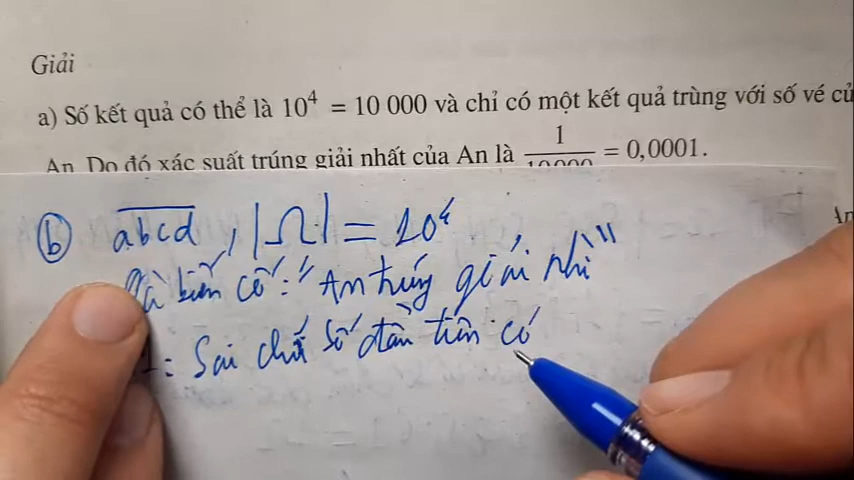 Giải
a) Số kết quả có thể là 10⁴ = 10 000 và chỉ có một kết quả trùng với số vé củ
An. Do đó xác suất trúng giải nhất của An là 1/10000 = 0,0001.
An
b abcd, |Ω| = 10⁴
là biến cố: "An trúng giải nhì"
: Sai chữ số đầu tiên có